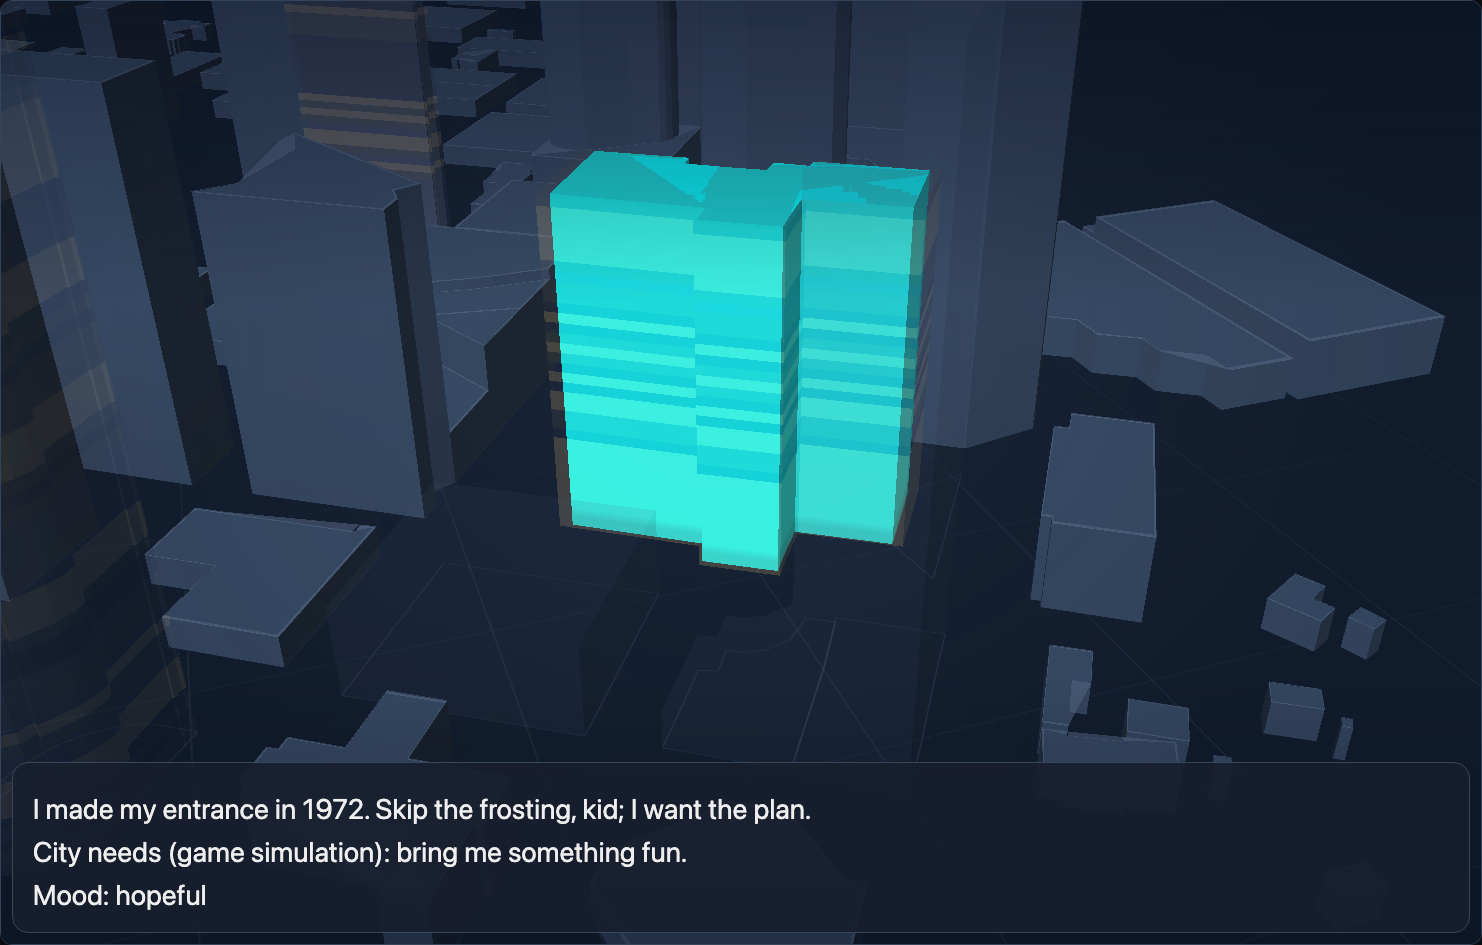 I made my entrance in 1972. Skip the frosting, kid; I want the plan.
City needs (game simulation): bring me something fun.
Mood: hopeful